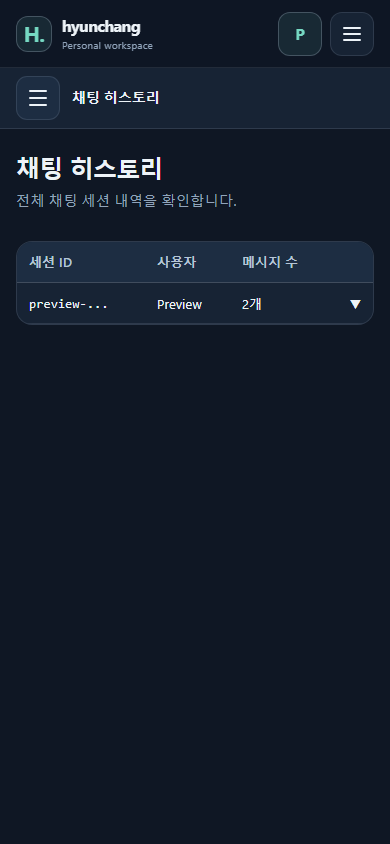 H.
hyunchang
Personal workspace
P
채팅 히스토리
채팅 히스토리
전체 채팅 세션 내역을 확인합니다.
세션 ID 사용자 메시지 수
preview-... Preview 2개 ▼